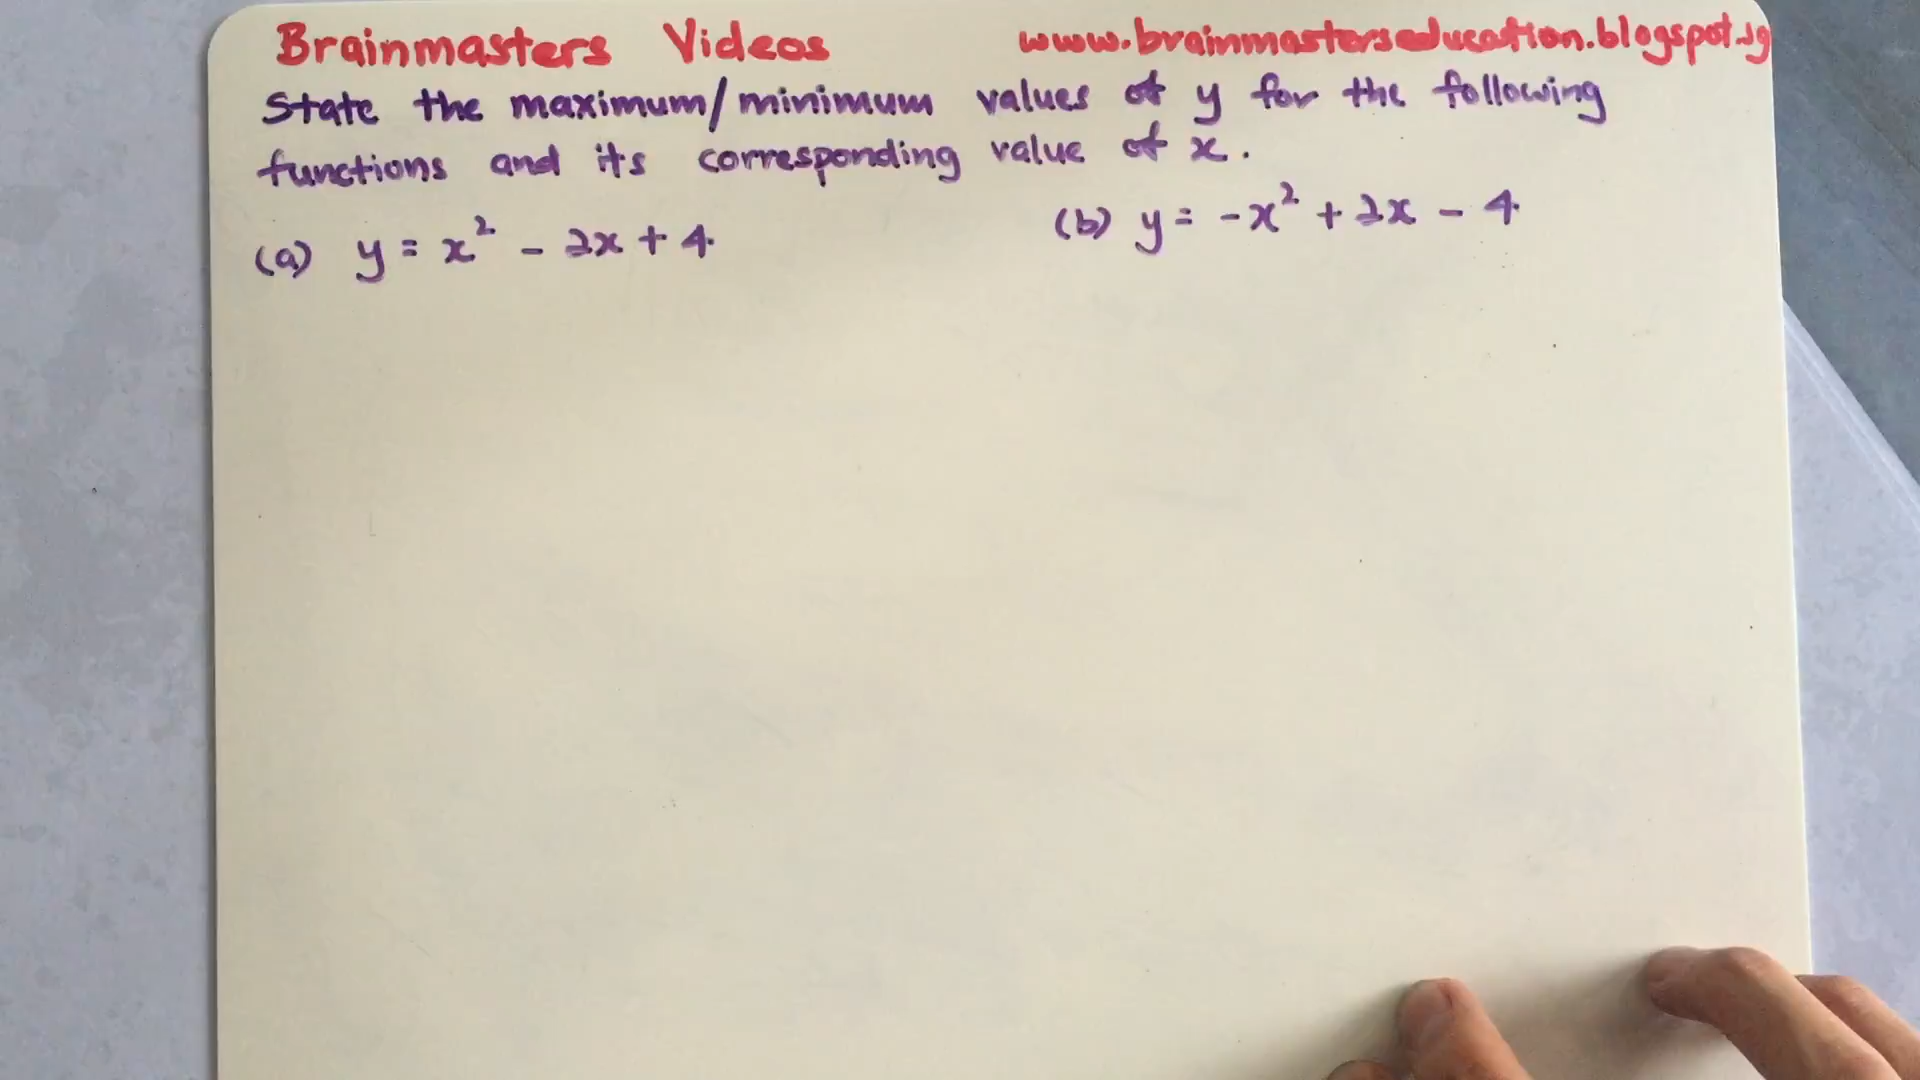 Brainmasters Videos www.brainmasterseducation.blogspot.sg
State the maximum/minimum values of y for the following
functions and its corresponding value of x.
(a) y = x² - 2x + 4 (b) y = -x² + 2x - 4